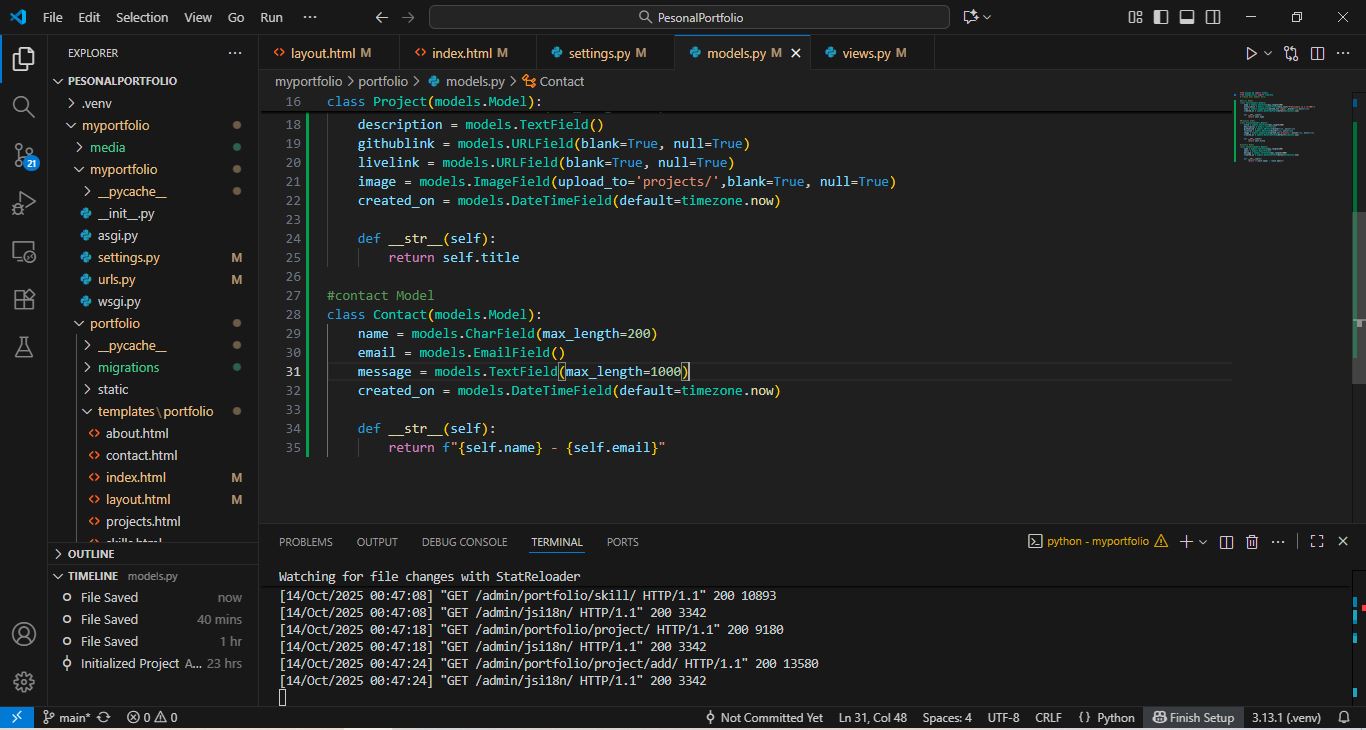 File Edit Selection View Go Run ··· PesonalPortfolio
EXPLORER ···
layout.html M index.html M settings.py M models.py M views.py M
PESONALPORTFOLIO
.venv
myportfolio
media
myportfolio
__pycache__
__init__.py
asgi.py
settings.py M
urls.py M
wsgi.py
portfolio
__pycache__
migrations
static
templates\portfolio
about.html
contact.html
index.html M
layout.html M
projects.html
skills.html
OUTLINE
TIMELINE models.py
File Saved now
File Saved 40 mins
File Saved 1 hr
Initialized Project A... 23 hrs
21
myportfolio > portfolio > models.py > Contact
16 class Project(models.Model):
18 description = models.TextField()
19 githublink = models.URLField(blank=True, null=True)
20 livelink = models.URLField(blank=True, null=True)
21 image = models.ImageField(upload_to='projects/',blank=True, null=True)
22 created_on = models.DateTimeField(default=timezone.now)
23
24 def __str__(self):
25 return self.title
26
27 #contact Model
28 class Contact(models.Model):
29 name = models.CharField(max_length=200)
30 email = models.EmailField()
31 message = models.TextField(max_length=1000)
32 created_on = models.DateTimeField(default=timezone.now)
33
34 def __str__(self):
35 return f"{self.name} - {self.email}"
PROBLEMS OUTPUT DEBUG CONSOLE TERMINAL PORTS
python - myportfolio
Watching for file changes with StatReloader
[14/Oct/2025 00:47:08] "GET /admin/portfolio/skill/ HTTP/1.1" 200 10893
[14/Oct/2025 00:47:08] "GET /admin/jsi18n/ HTTP/1.1" 200 3342
[14/Oct/2025 00:47:18] "GET /admin/portfolio/project/ HTTP/1.1" 200 9180
[14/Oct/2025 00:47:18] "GET /admin/jsi18n/ HTTP/1.1" 200 3342
[14/Oct/2025 00:47:24] "GET /admin/portfolio/project/add/ HTTP/1.1" 200 13580
[14/Oct/2025 00:47:24] "GET /admin/jsi18n/ HTTP/1.1" 200 3342
main* 0 0 Not Committed Yet Ln 31, Col 48 Spaces: 4 UTF-8 CRLF {} Python Finish Setup 3.13.1 (.venv)